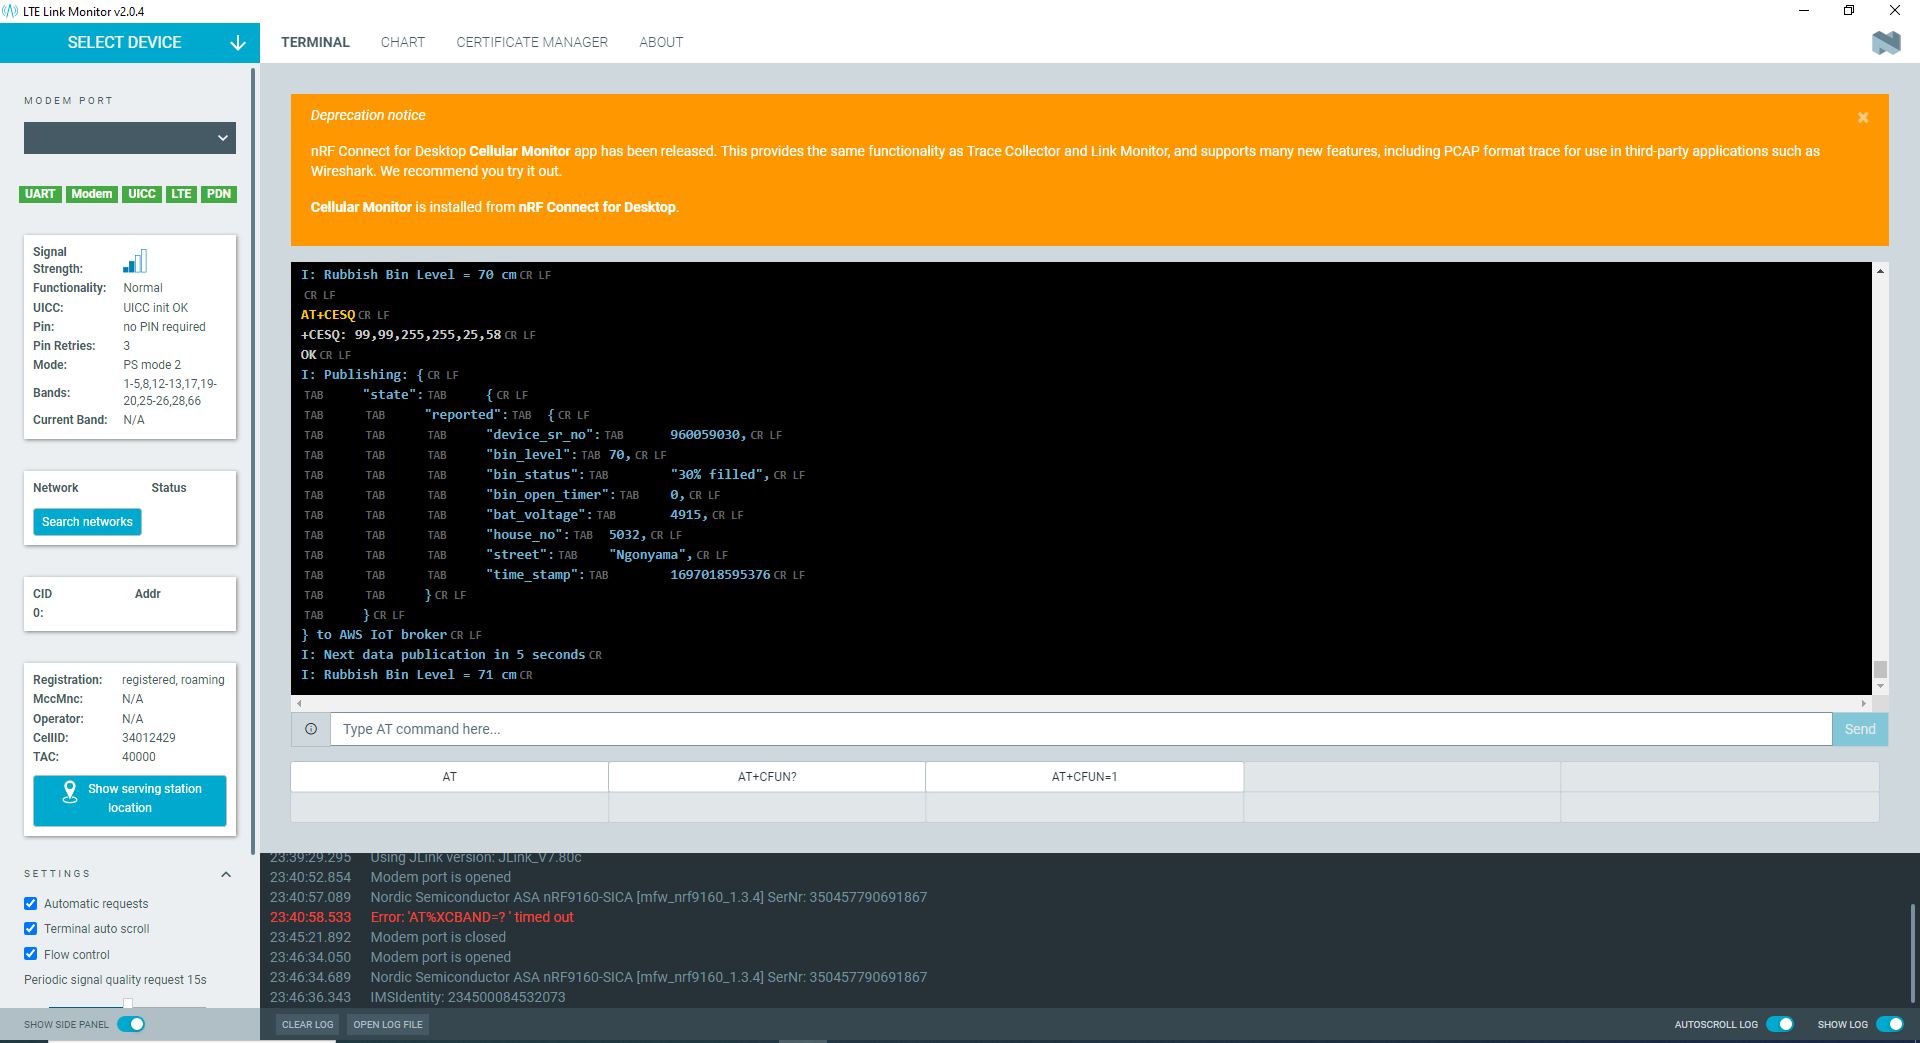 LTE Link Monitor v2.0.4
SELECT DEVICE
TERMINAL CHART CERTIFICATE MANAGER ABOUT
MODEM PORT
UART Modem UICC LTE PDN
Signal
Strength:
Functionality: Normal
UICC: UICC init OK
Pin: no PIN required
Pin Retries: 3
Mode: PS mode 2
Bands: 1-5,8,12-13,17,19-
20,25-26,28,66
Current Band: N/A
Network Status
Search networks
CID Addr
0:
Registration: registered, roaming
MccMnc: N/A
Operator: N/A
CellID: 34012429
TAC: 40000
Show serving station
location
SETTINGS
Automatic requests
Terminal auto scroll
Flow control
Periodic signal quality request 15s
SHOW SIDE PANEL
Deprecation notice
nRF Connect for Desktop Cellular Monitor app has been released. This provides the same functionality as Trace Collector and Link Monitor, and supports many new features, including PCAP format trace for use in third-party applications such as
Wireshark. We recommend you try it out.
Cellular Monitor is installed from nRF Connect for Desktop.
I: Rubbish Bin Level = 70 cm CR LF
CR LF
AT+CESQ CR LF
+CESQ: 99,99,255,255,25,58 CR LF
OK CR LF
I: Publishing: { CR LF
TAB "state": TAB { CR LF
TAB TAB "reported": TAB { CR LF
TAB TAB TAB "device_sr_no": TAB 960059030, CR LF
TAB TAB TAB "bin_level": TAB 70, CR LF
TAB TAB TAB "bin_status": TAB "30% filled", CR LF
TAB TAB TAB "bin_open_timer": TAB 0, CR LF
TAB TAB TAB "bat_voltage": TAB 4915, CR LF
TAB TAB TAB "house_no": TAB 5032, CR LF
TAB TAB TAB "street": TAB "Ngonyama", CR LF
TAB TAB TAB "time_stamp": TAB 1697018595376 CR LF
TAB TAB } CR LF
TAB } CR LF
} to AWS IoT broker CR LF
I: Next data publication in 5 seconds CR
I: Rubbish Bin Level = 71 cm CR
Type AT command here... Send
AT AT+CFUN? AT+CFUN=1
23:39:29.295 Using JLink version: JLink_V7.80c
23:40:52.854 Modem port is opened
23:40:57.089 Nordic Semiconductor ASA nRF9160-SICA [mfw_nrf9160_1.3.4] SerNr: 350457790691867
23:40:58.533 Error: 'AT%XCBAND=? ' timed out
23:45:21.892 Modem port is closed
23:46:34.050 Modem port is opened
23:46:34.689 Nordic Semiconductor ASA nRF9160-SICA [mfw_nrf9160_1.3.4] SerNr: 350457790691867
23:46:36.343 IMSIdentity: 234500084532073
CLEAR LOG OPEN LOG FILE AUTOSCROLL LOG SHOW LOG